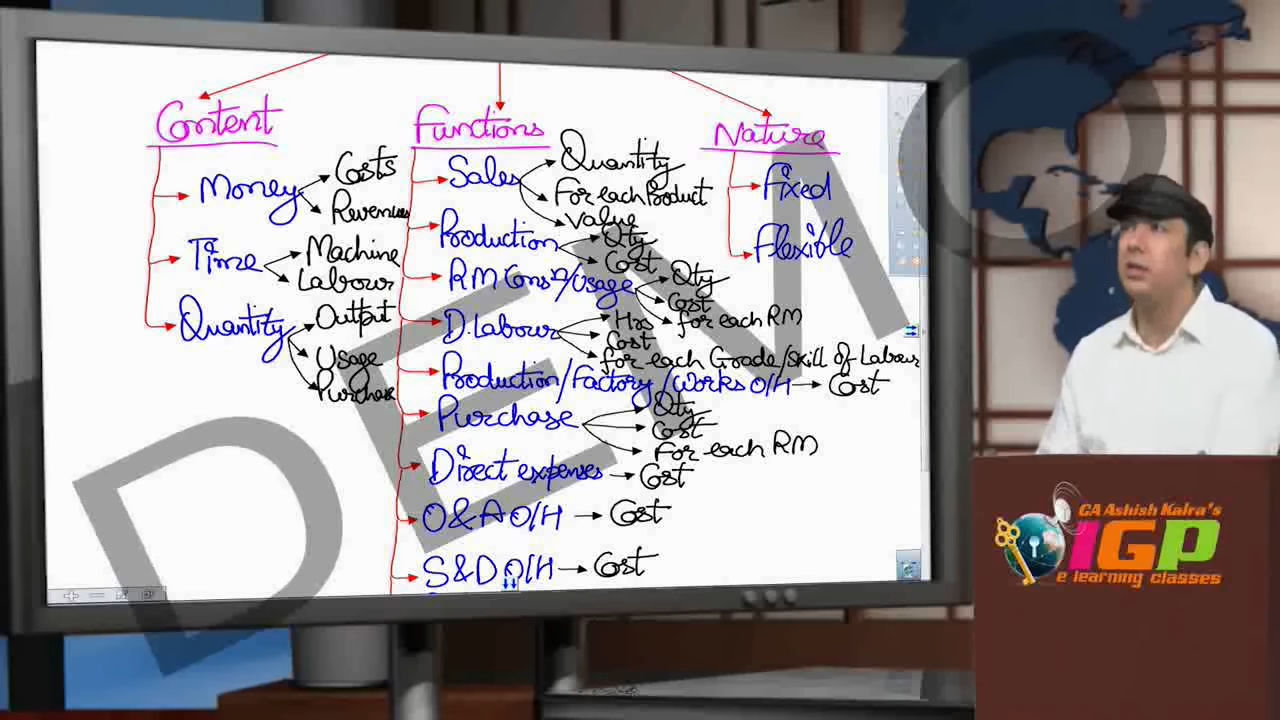 Content
Money
Costs
Revenues
Time
Machine
Labour
Quantity
Output
Usage
Purchase
Functions
Sales
Quantity
For each Product
Value
Production
Qty
Cost
RM Consn/Usage
Qty
Cost
for each RM
D.Labour
Hrs
Cost
for each Grade/Skill of Labour
Production/Factory/Works O/H
Cost
Purchase
Qty
Cost
for each RM
Direct expenses
Cost
O&A O/H
Cost
S&D O/H
Cost
Nature
Fixed
Flexible
DEMO
CA Ashish Kalra's
IGP
e learning classes